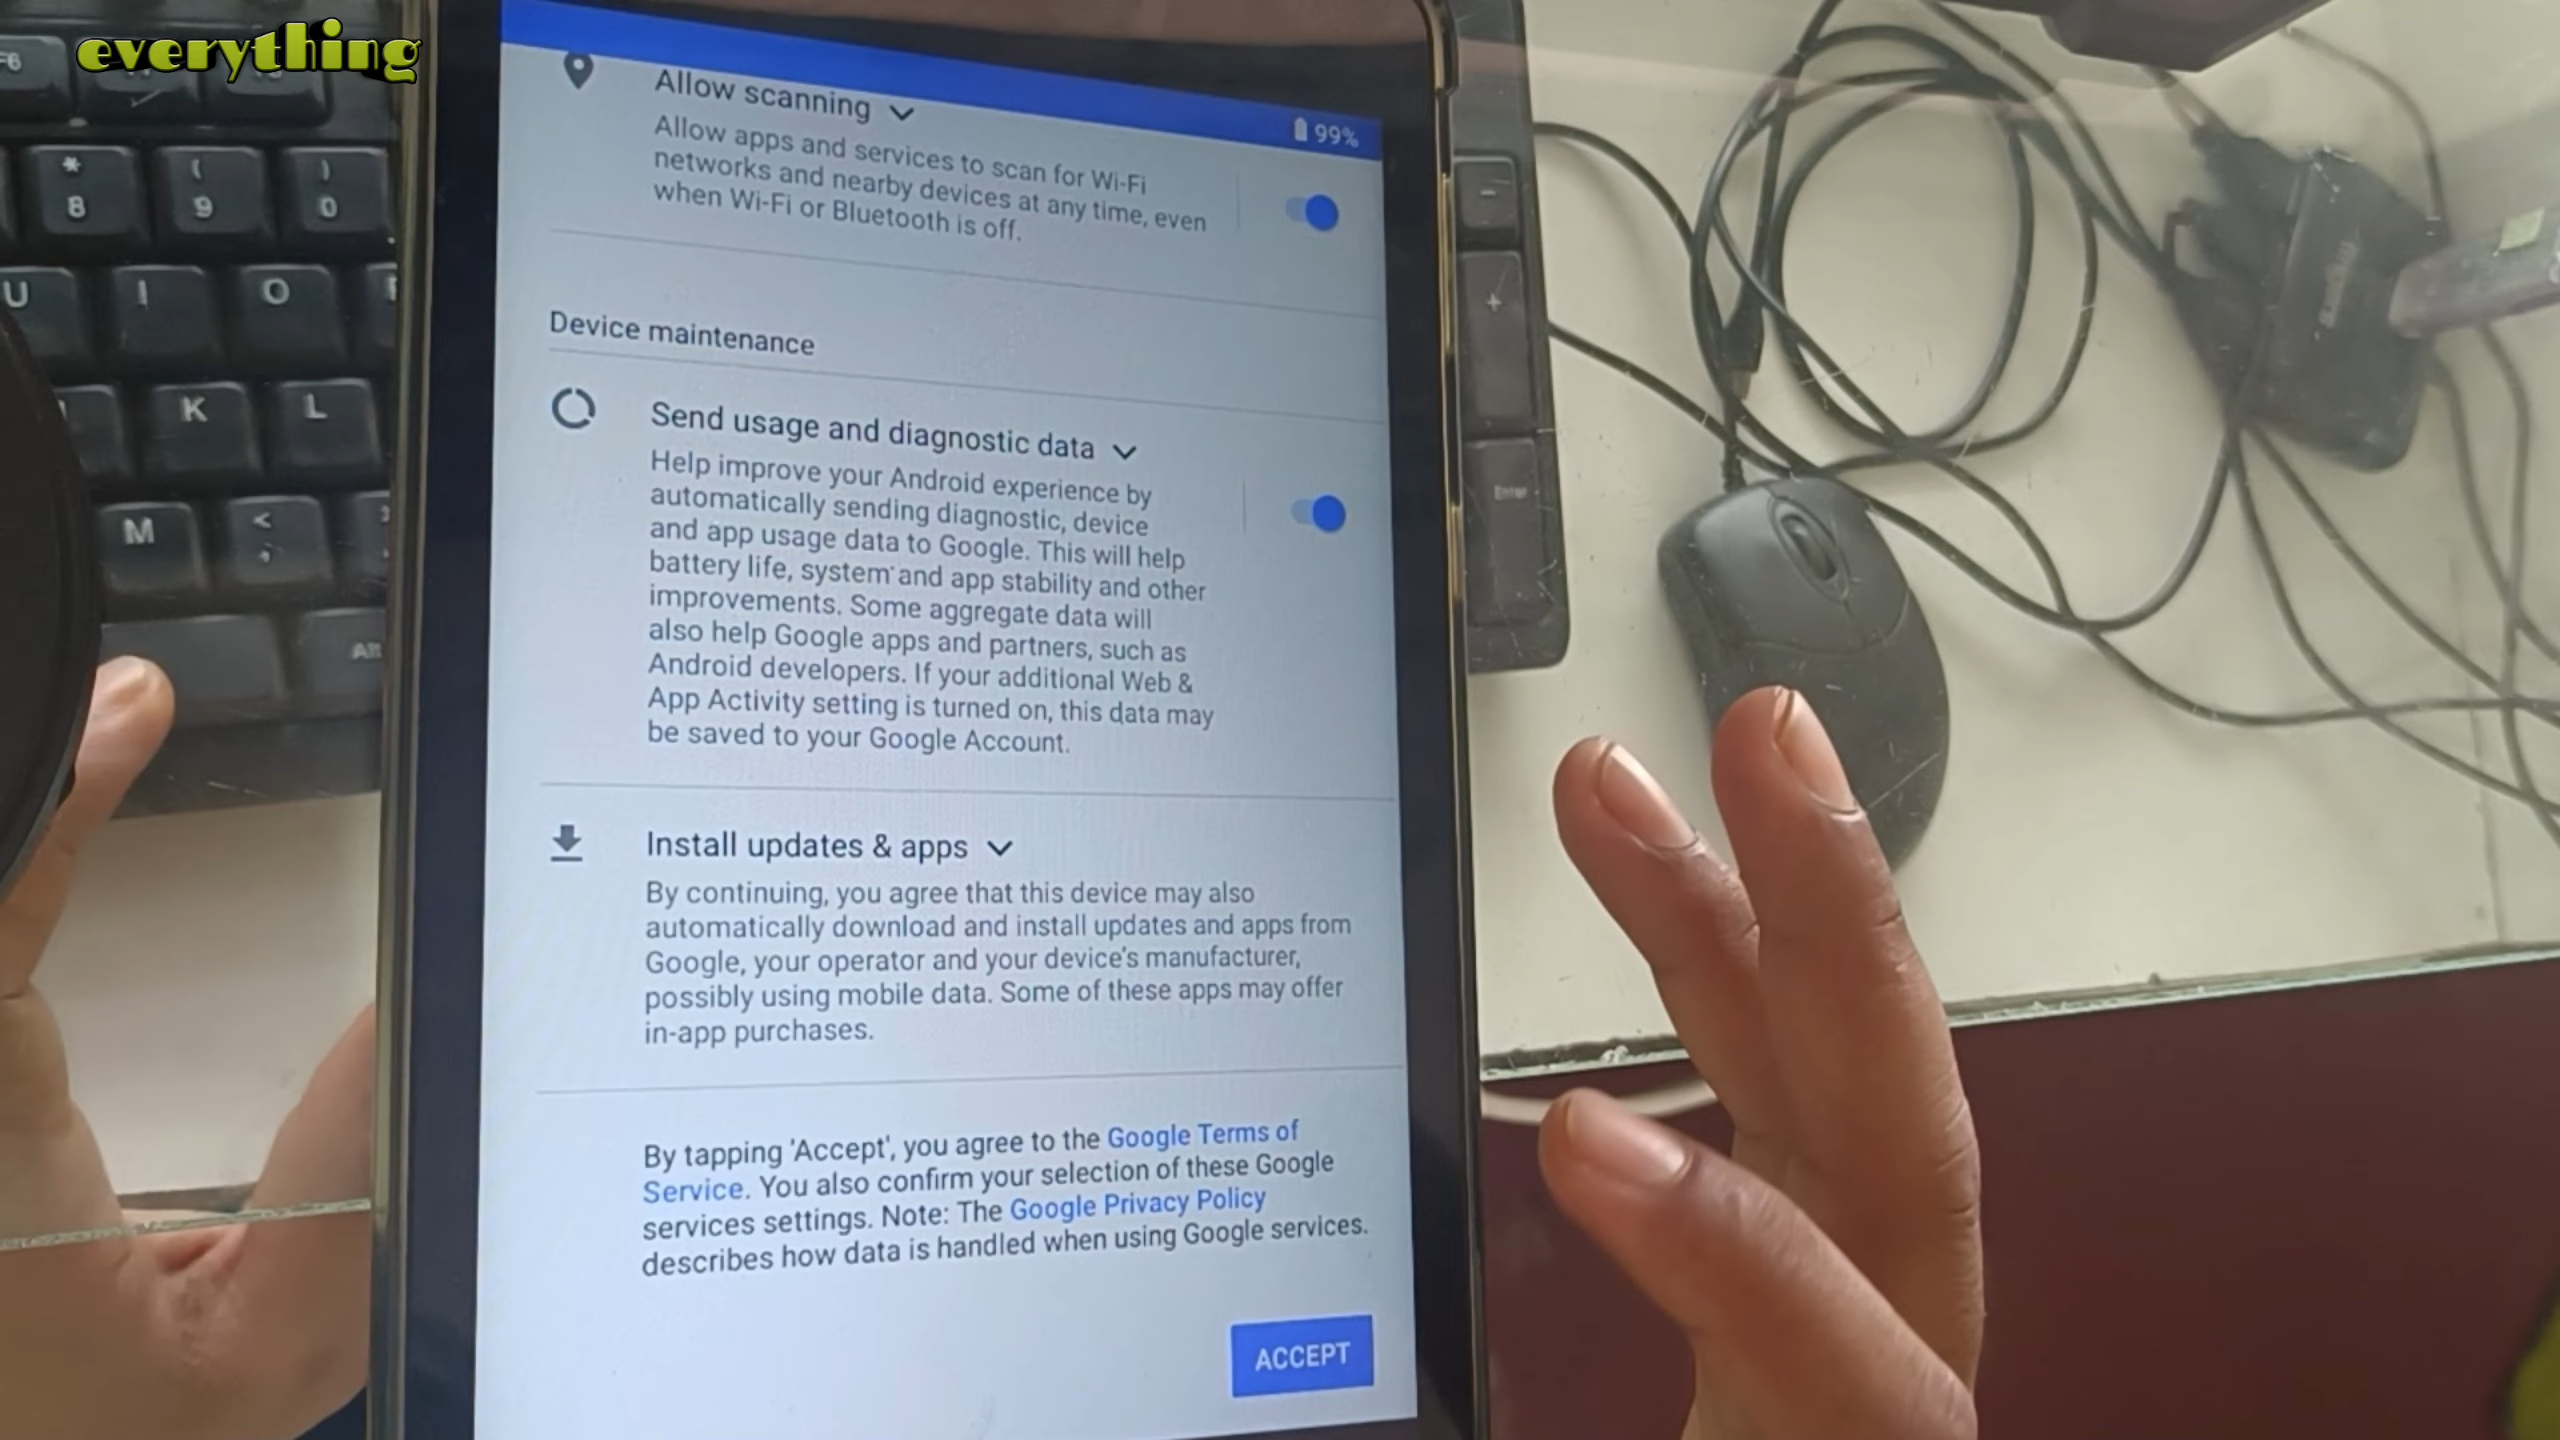 everything
99%
Allow scanning
Allow apps and services to scan for Wi-Fi
networks and nearby devices at any time, even
when Wi-Fi or Bluetooth is off.
Device maintenance
Send usage and diagnostic data
Help improve your Android experience by
automatically sending diagnostic, device
and app usage data to Google. This will help
battery life, system and app stability and other
improvements. Some aggregate data will
also help Google apps and partners, such as
Android developers. If your additional Web &
App Activity setting is turned on, this data may
be saved to your Google Account.
Install updates & apps
By continuing, you agree that this device may also
automatically download and install updates and apps from
Google, your operator and your device's manufacturer,
possibly using mobile data. Some of these apps may offer
in-app purchases.
By tapping 'Accept', you agree to the Google Terms of
Service. You also confirm your selection of these Google
services settings. Note: The Google Privacy Policy
describes how data is handled when using Google services.
ACCEPT
F6
* ( )
8 9 0
U I O
K L
M <
,
Alt
-
+
Enter